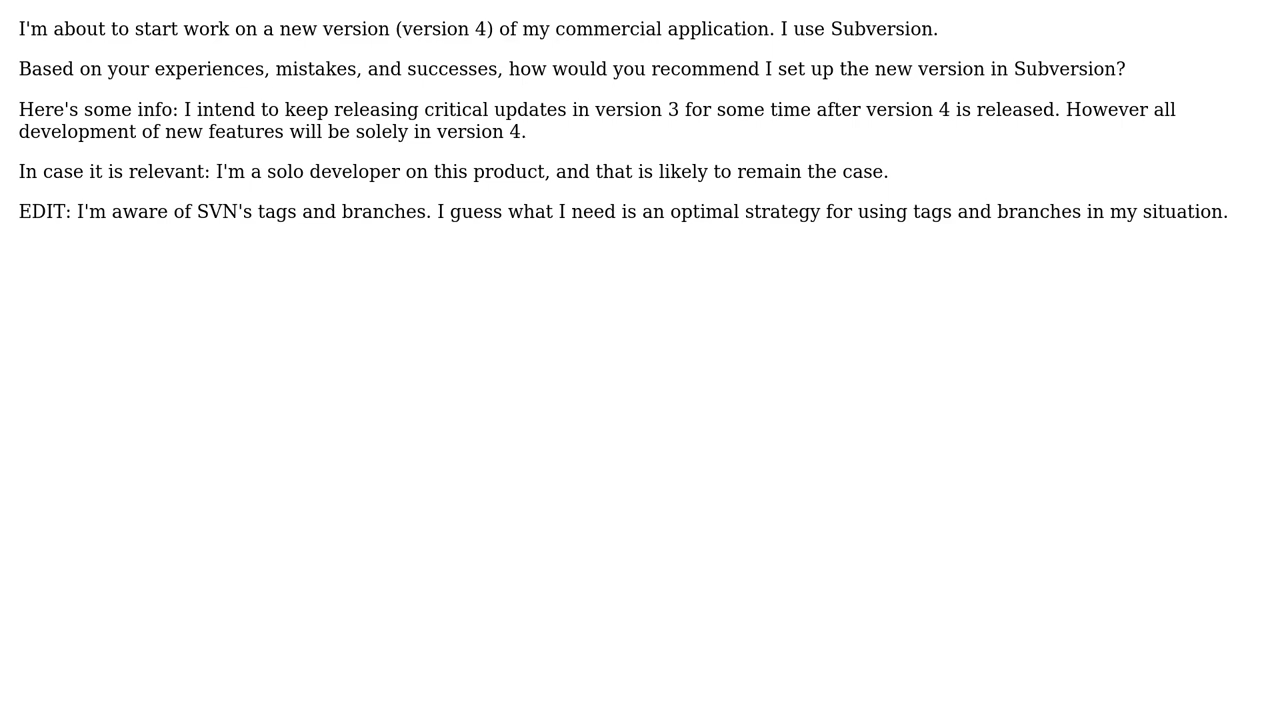 I'm about to start work on a new version (version 4) of my commercial application. I use Subversion.
Based on your experiences, mistakes, and successes, how would you recommend I set up the new version in Subversion?
Here's some info: I intend to keep releasing critical updates in version 3 for some time after version 4 is released. However all
development of new features will be solely in version 4.
In case it is relevant: I'm a solo developer on this product, and that is likely to remain the case.
EDIT: I'm aware of SVN's tags and branches. I guess what I need is an optimal strategy for using tags and branches in my situation.